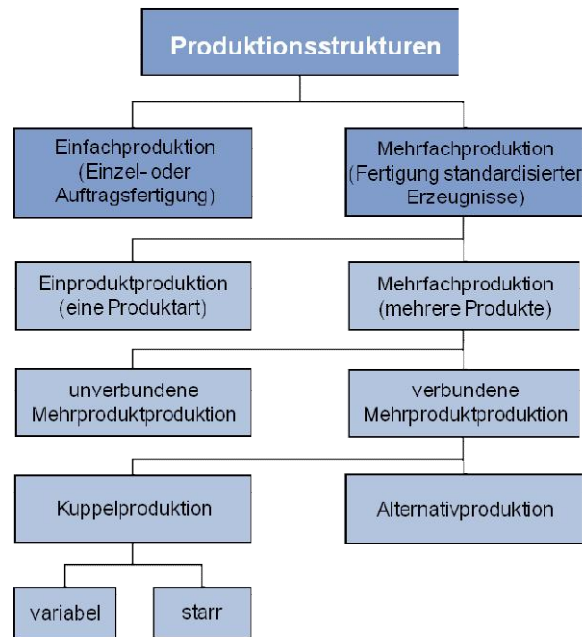 Produktionsstrukturen
Einfachproduktion
(Einzel- oder
Auftragsfertigung)
Mehrfachproduktion
(Fertigung standardisierter
Erzeugnisse)
Einproduktproduktion
(eine Produktart)
Mehrfachproduktion
(mehrere Produkte)
unverbundene
Mehrproduktproduktion
verbundene
Mehrproduktproduktion
Kuppelproduktion
Alternativproduktion
variabel
starr